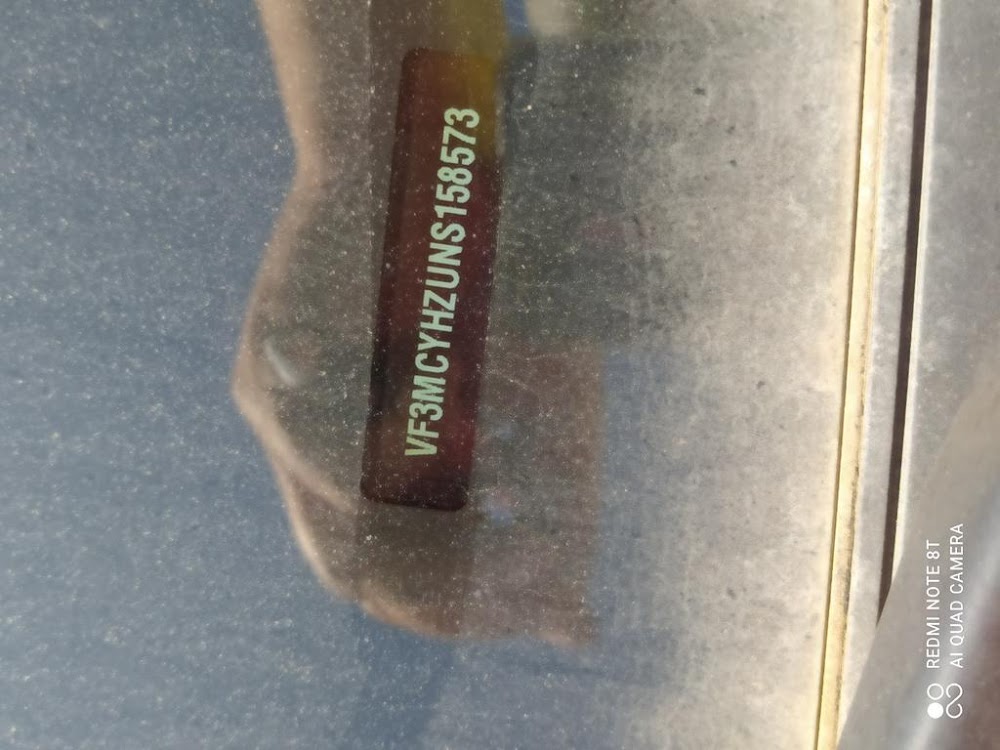 VF3MCYHZUNS158573
REDMI NOTE 8T
AI QUAD CAMERA